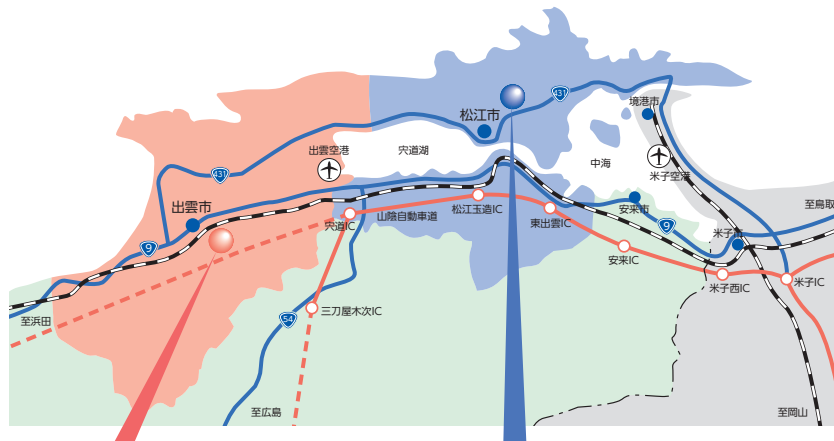 431
境港市
松江市
出雲空港
宍道湖
中海
米子空港
431
至鳥取
出雲市
松江玉造IC
安来市
宍道IC
山陰自動車道
東出雲IC
9
9
安来IC
米子西IC
米子IC
三刀屋木次IC
至浜田
54
至広島
至岡山